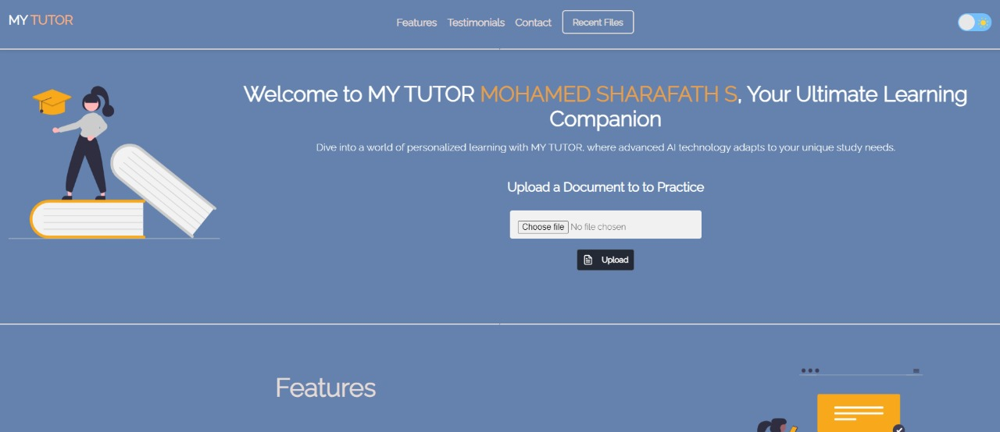 MY TUTOR
Features
Testimonials
Contact
Recent Files
Welcome to MY TUTOR MOHAMED SHARAFATH S, Your Ultimate Learning
Companion
Dive into a world of personalized learning with MY TUTOR, where advanced AI technology adapts to your unique study needs.
Upload a Document to to Practice
Choose file No file chosen
Upload
Features